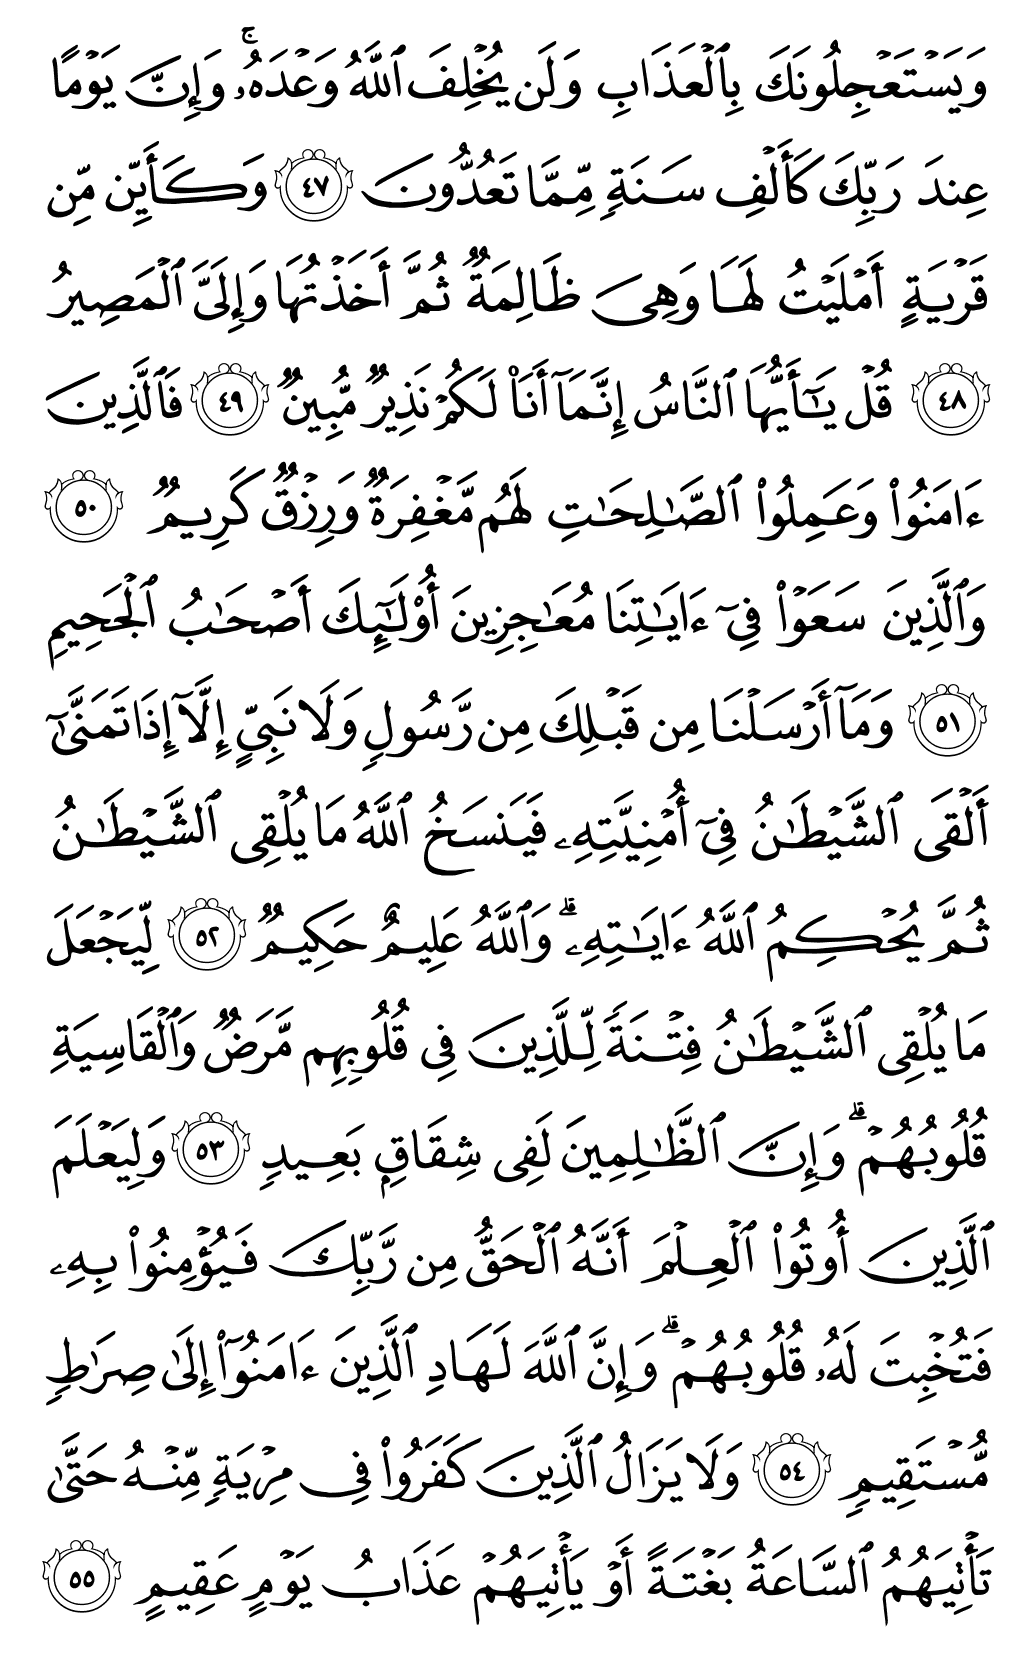 وَيَسْتَعْجِلُونَكَ بِٱلْعَذَابِ وَلَن يُخْلِفَ ٱللَّهُ وَعْدَهُۥۚ وَإِنَّ يَوْمًا
عِندَ رَبِّكَ كَأَلْفِ سَنَةٍ مِّمَّا تَعُدُّونَ ٤٧ وَكَأَيِّن مِّن
قَرْيَةٍ أَمْلَيْتُ لَهَا وَهِىَ ظَالِمَةٌ ثُمَّ أَخَذْتُهَا وَإِلَىَّ ٱلْمَصِيرُ
٤٨ قُلْ يَـٰٓأَيُّهَا ٱلنَّاسُ إِنَّمَآ أَنَا۠ لَكُمْ نَذِيرٌ مُّبِينٌ ٤٩ فَٱلَّذِينَ
ءَامَنُوا۟ وَعَمِلُوا۟ ٱلصَّـٰلِحَـٰتِ لَهُم مَّغْفِرَةٌ وَرِزْقٌ كَرِيمٌ ٥٠
وَٱلَّذِينَ سَعَوْا۟ فِىٓ ءَايَـٰتِنَا مُعَـٰجِزِينَ أُو۟لَـٰٓئِكَ أَصْحَـٰبُ ٱلْجَحِيمِ
٥١ وَمَآ أَرْسَلْنَا مِن قَبْلِكَ مِن رَّسُولٍ وَلَا نَبِىٍّ إِلَّآ إِذَا تَمَنَّىٰٓ
أَلْقَى ٱلشَّيْطَـٰنُ فِىٓ أُمْنِيَّتِهِۦ فَيَنسَخُ ٱللَّهُ مَا يُلْقِى ٱلشَّيْطَـٰنُ
ثُمَّ يُحْكِمُ ٱللَّهُ ءَايَـٰتِهِۦۗ وَٱللَّهُ عَلِيمٌ حَكِيمٌ ٥٢ لِّيَجْعَلَ
مَا يُلْقِى ٱلشَّيْطَـٰنُ فِتْنَةً لِّلَّذِينَ فِى قُلُوبِهِم مَّرَضٌ وَٱلْقَاسِيَةِ
قُلُوبُهُمْۗ وَإِنَّ ٱلظَّـٰلِمِينَ لَفِى شِقَاقٍۭ بَعِيدٍ ٥٣ وَلِيَعْلَمَ
ٱلَّذِينَ أُوتُوا۟ ٱلْعِلْمَ أَنَّهُ ٱلْحَقُّ مِن رَّبِّكَ فَيُؤْمِنُوا۟ بِهِۦ
فَتُخْبِتَ لَهُۥ قُلُوبُهُمْۗ وَإِنَّ ٱللَّهَ لَهَادِ ٱلَّذِينَ ءَامَنُوٓا۟ إِلَىٰ صِرَٰطٍ
مُّسْتَقِيمٍ ٥٤ وَلَا يَزَالُ ٱلَّذِينَ كَفَرُوا۟ فِى مِرْيَةٍ مِّنْهُ حَتَّىٰ
تَأْتِيَهُمُ ٱلسَّاعَةُ بَغْتَةً أَوْ يَأْتِيَهُمْ عَذَابُ يَوْمٍ عَقِيمٍ ٥٥